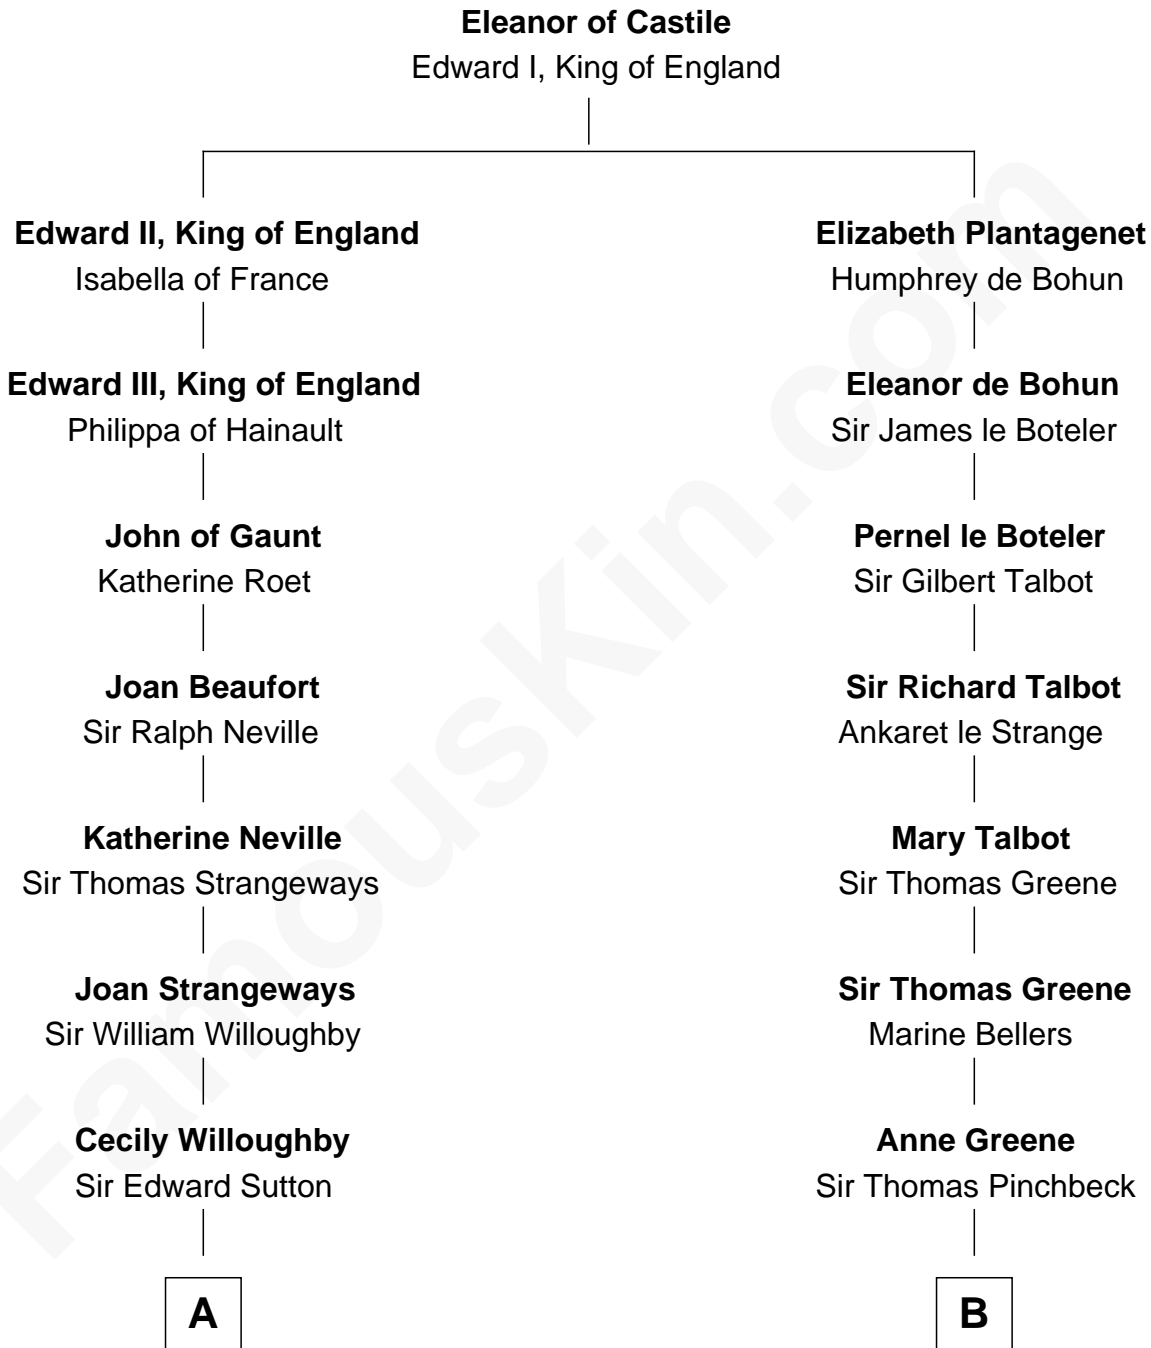 Eleanor of Castile
Edward I, King of England
Edward II, King of England
Isabella of France
Edward III, King of England
Philippa of Hainault
John of Gaunt
Katherine Roet
Joan Beaufort
Sir Ralph Neville
Katherine Neville
Sir Thomas Strangeways
Joan Strangeways
Sir William Willoughby
Cecily Willoughby
Sir Edward Sutton
A
Elizabeth Plantagenet
Humphrey de Bohun
Eleanor de Bohun
Sir James le Boteler
Pernel le Boteler
Sir Gilbert Talbot
Sir Richard Talbot
Ankaret le Strange
Mary Talbot
Sir Thomas Greene
Sir Thomas Greene
Marine Bellers
Anne Greene
Sir Thomas Pinchbeck
B
FamousKin.com